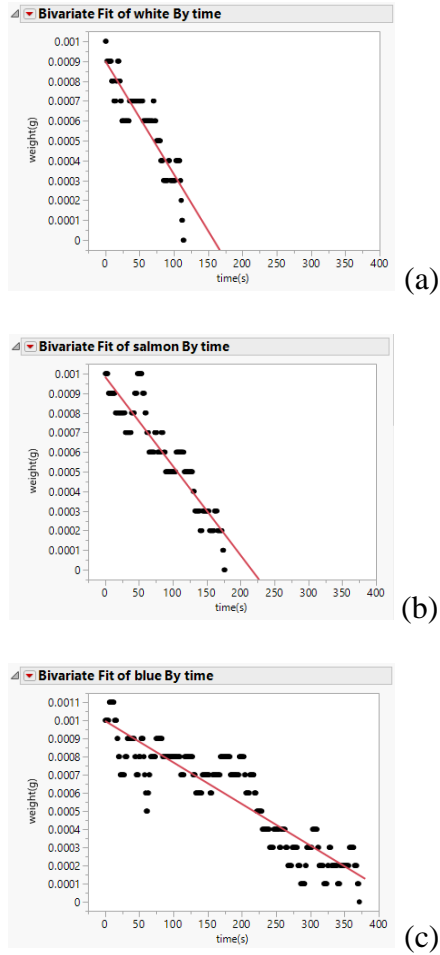 Bivariate Fit of white By time
0.001
0.0009
0.0008
0.0007
0.0006
0.0005
0.0004
0.0003
0.0002
0.0001
0
weight(g)
0 50 100 150 200 250 300 350 400
time(s)
(a)
Bivariate Fit of salmon By time
0.001
0.0009
0.0008
0.0007
0.0006
0.0005
0.0004
0.0003
0.0002
0.0001
0
weight(g)
0 50 100 150 200 250 300 350 400
time(s)
(b)
Bivariate Fit of blue By time
0.0011
0.001
0.0009
0.0008
0.0007
0.0006
0.0005
0.0004
0.0003
0.0002
0.0001
0
weight(g)
0 50 100 150 200 250 300 350 400
time(s)
(c)